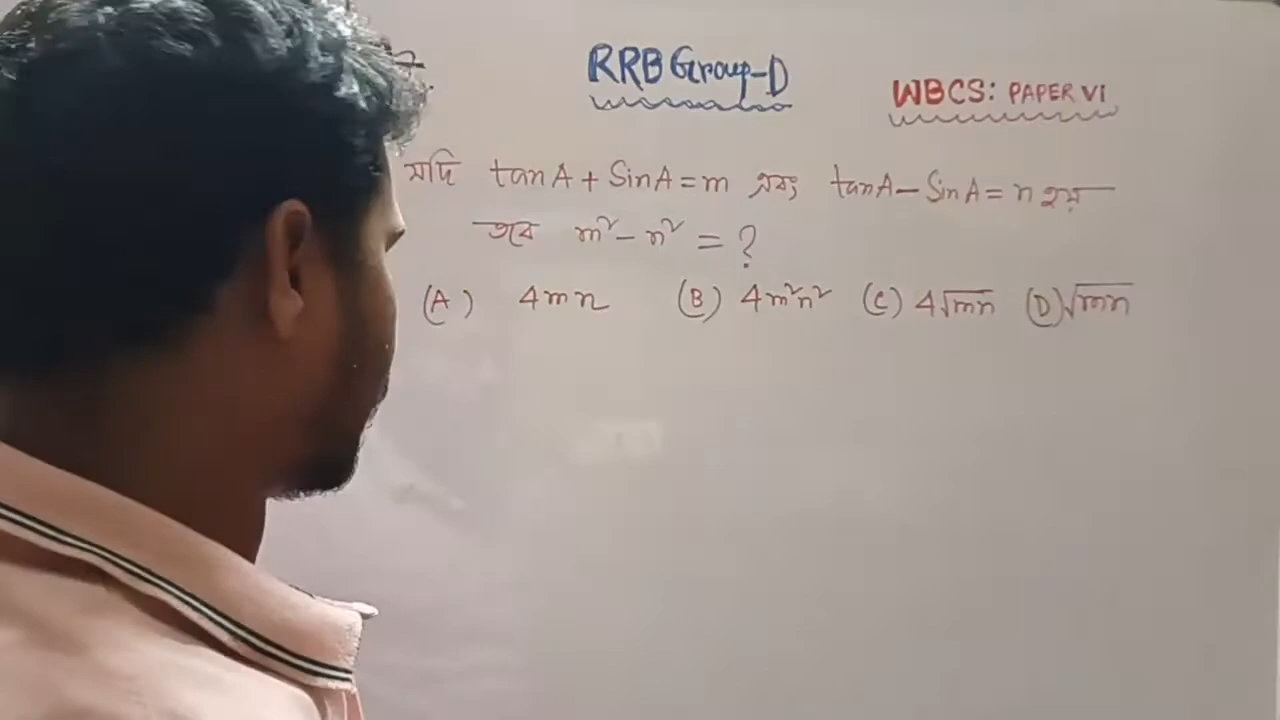 RRB Group-D
WBCS: PAPER VI
যদি tanA + SinA = m এবং tanA - SinA = n হয়
তবে m² - n² = ?
(A) 4mn (B) 4m²n² (C) 4√mn (D) √mn